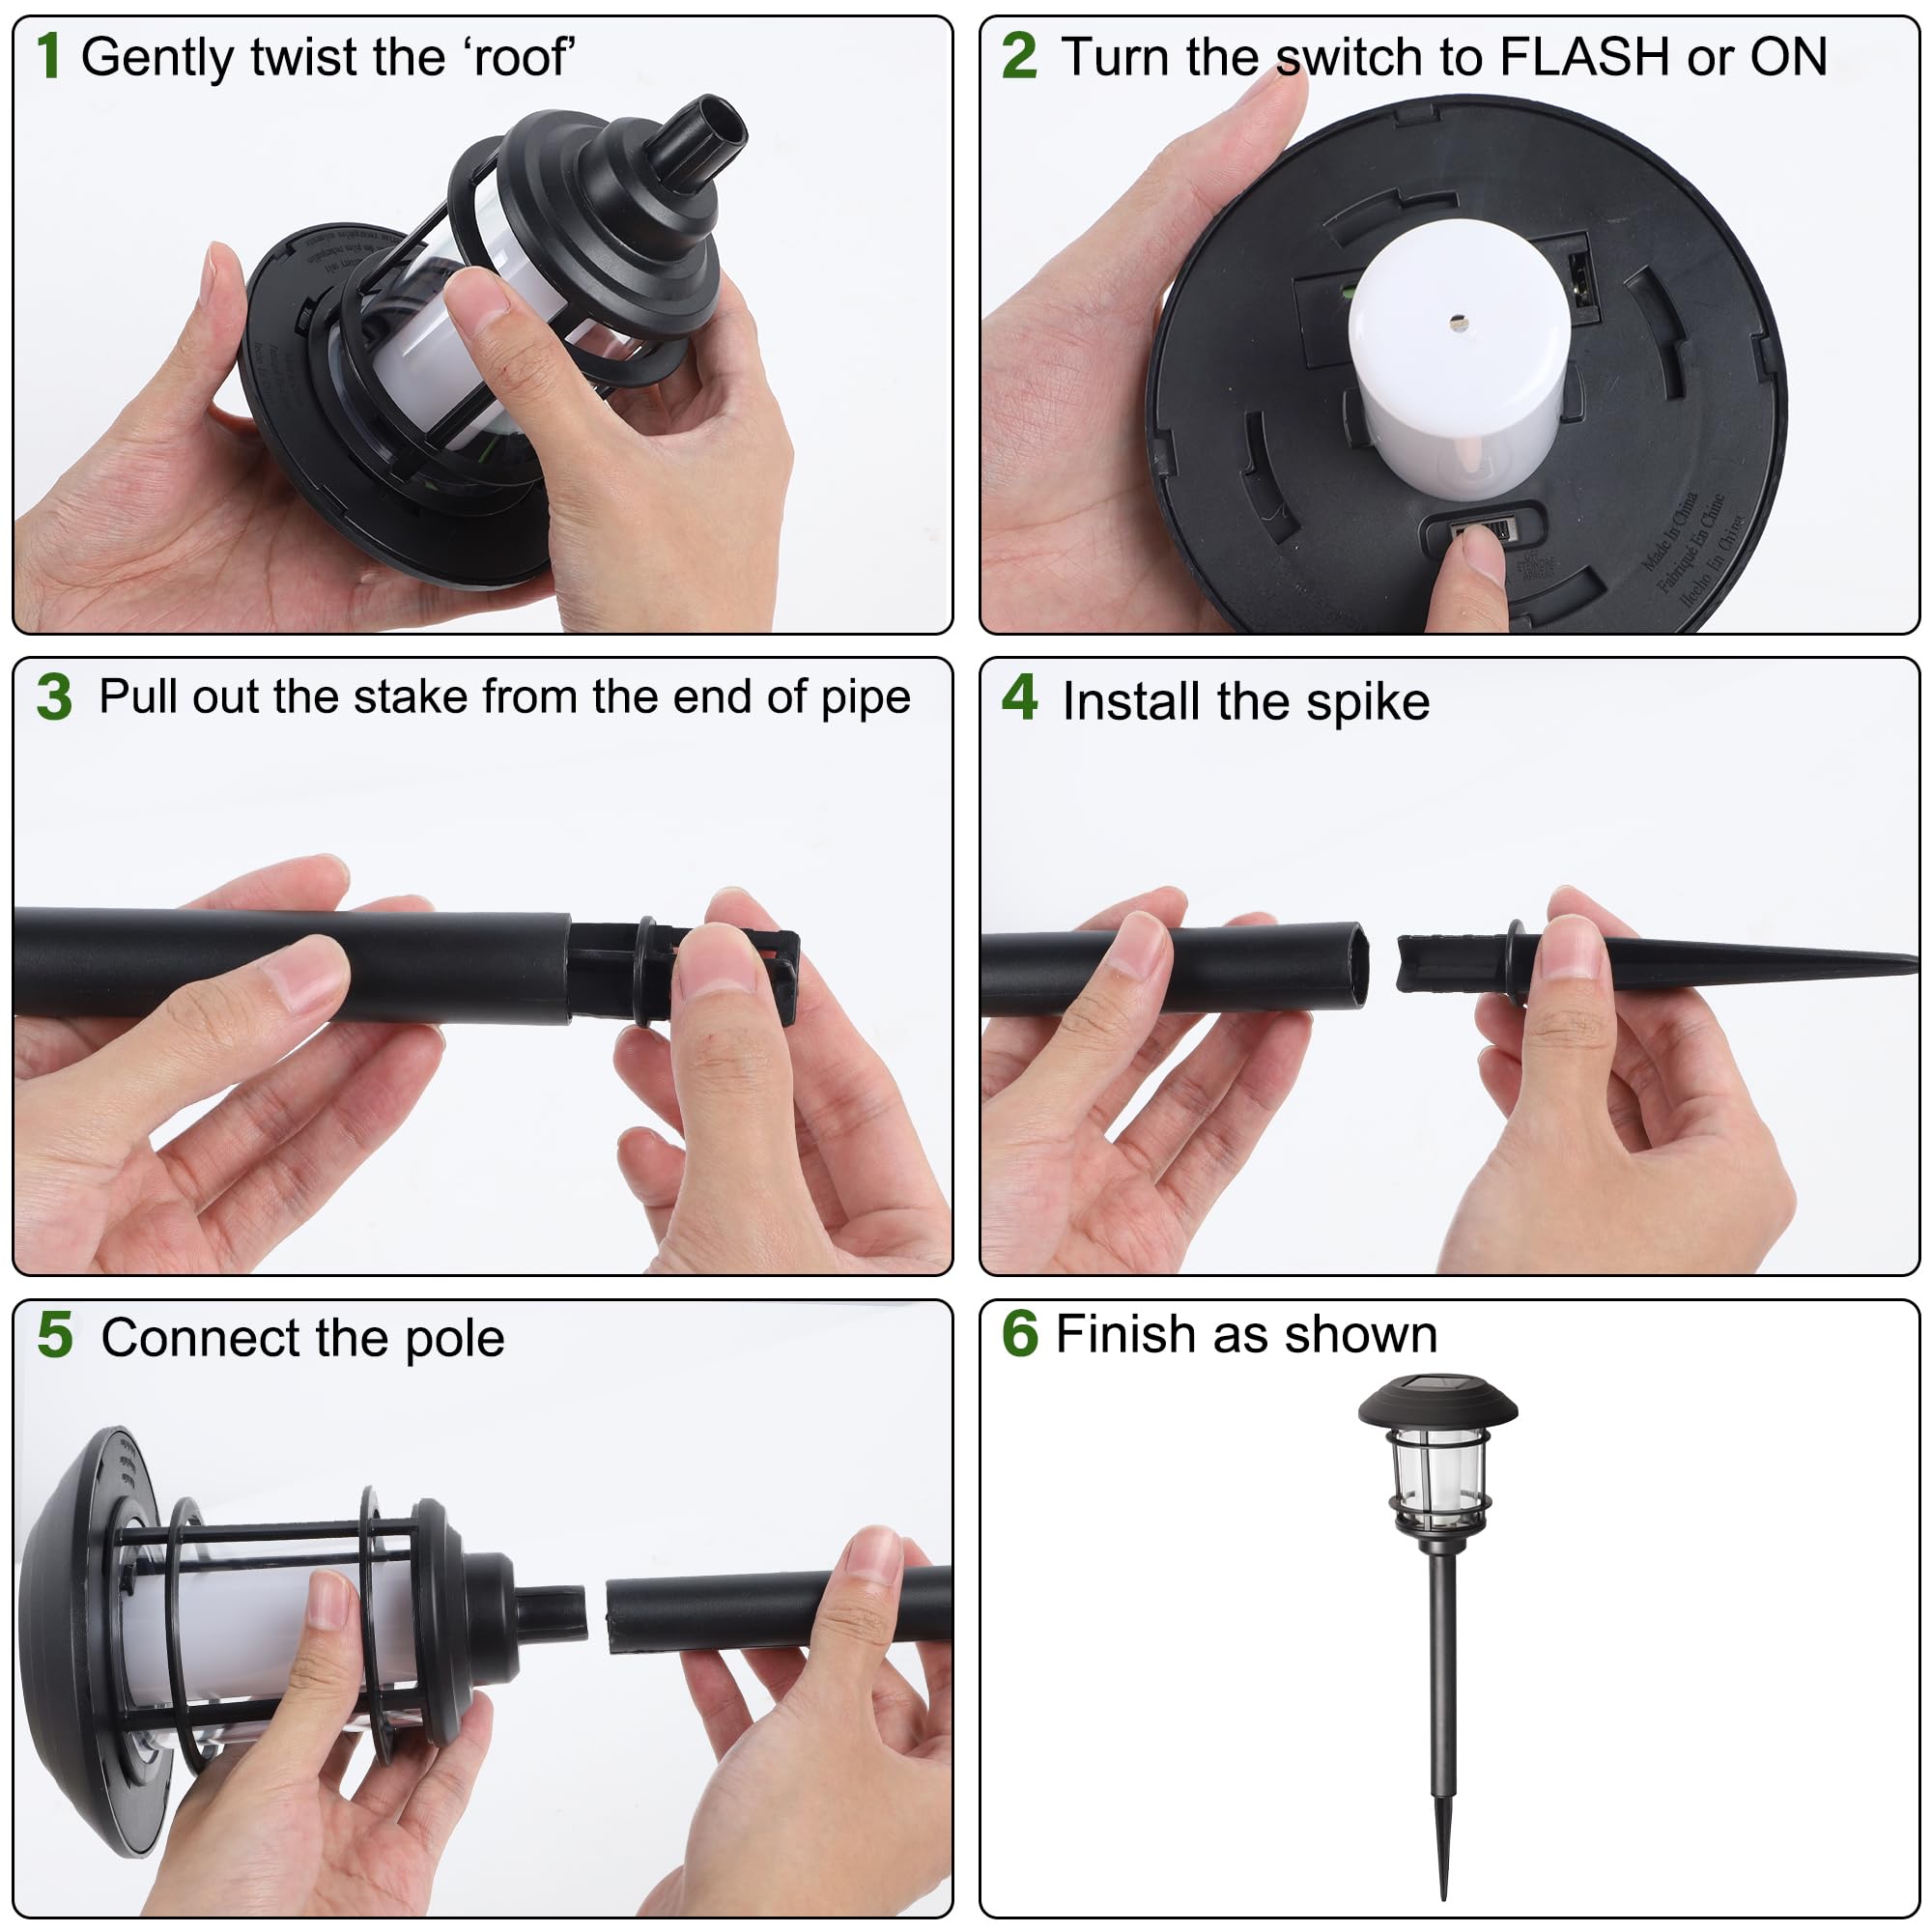 1 Gently twist the ‘roof’
2 Turn the switch to FLASH or ON
Made In China
Fabriqué En Chine
Hecho En China
3 Pull out the stake from the end of pipe
4 Install the spike
5 Connect the pole
6 Finish as shown